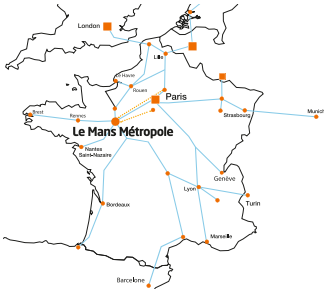 London
Lille
Le Havre
Rouen
Paris
Brest
Rennes
Strasbourg
Munich
Le Mans Métropole
Nantes
Saint-Nazaire
Genève
Lyon
Turin
Bordeaux
Marseille
Barcelone